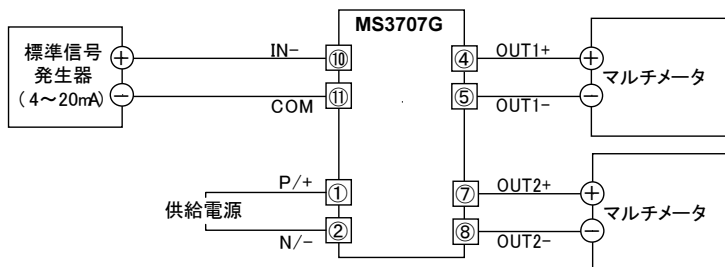 MS3707G
標準信号
発生器
(4～20mA)
+
−
IN-
COM
⑩
⑪
④
⑤
OUT1+
OUT1-
+
−
マルチメータ
供給電源
P/+
N/-
①
②
⑦
⑧
OUT2+
OUT2-
+
−
マルチメータ